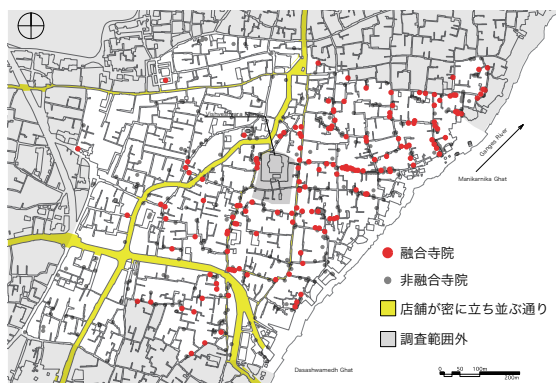 Manikarnika Ghat
Ganges River
融合寺院
非融合寺院
店舗が密に立ち並ぶ通り
調査範囲外
Dasashwamedh Ghat
0 50 100m
200m